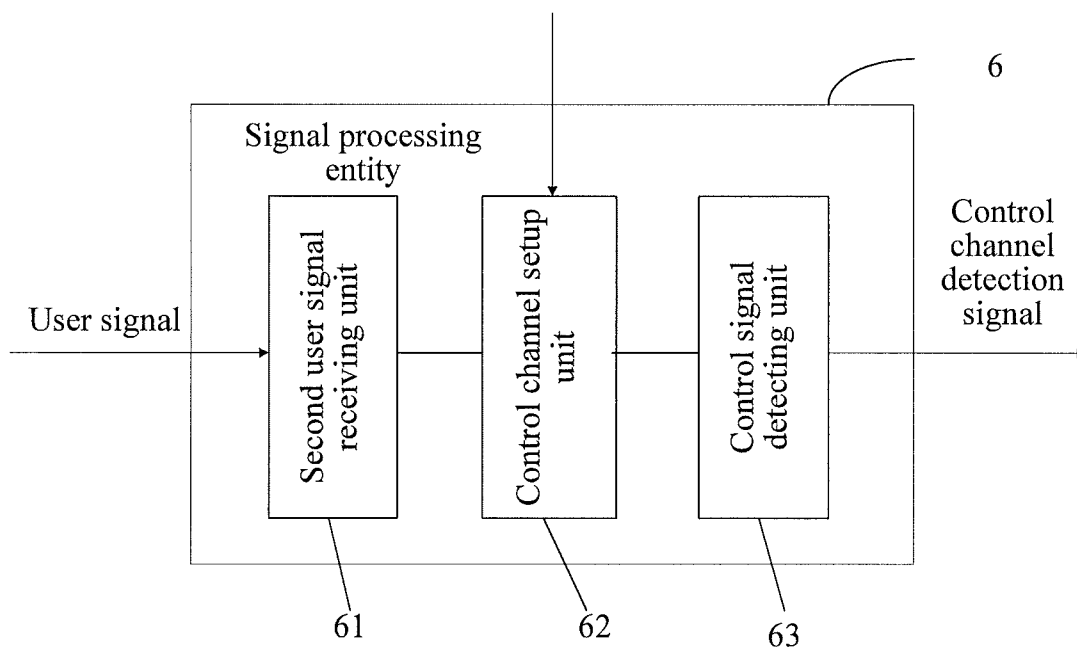 6
Signal processing
entity
User signal
Second user signal
receiving unit
Control channel setup
unit
Control signal
detecting unit
Control
channel
detection
signal
61
62
63